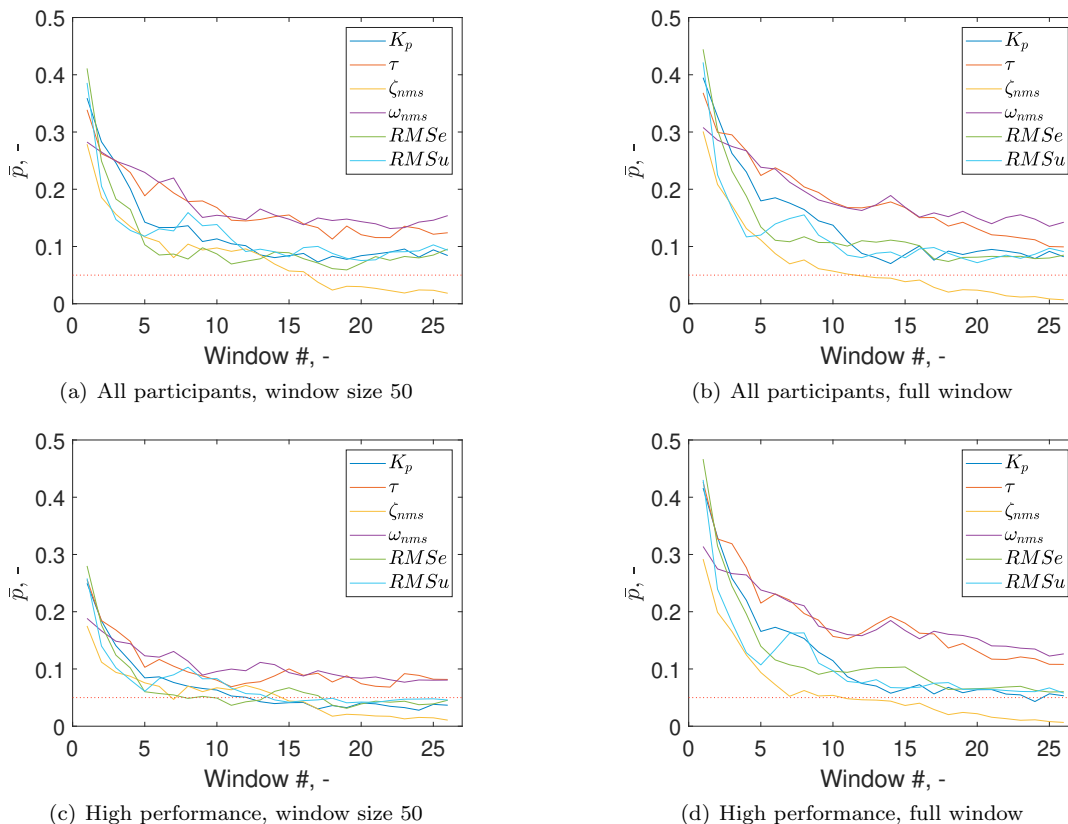 0.5
0.4
0.3
0.2
0.1
0
p̄, -
0 5 10 15 20 25
Window #, -
K_p
τ
ζ_nms
ω_nms
RMSe
RMSu
(a) All participants, window size 50
0.5
0.4
0.3
0.2
0.1
0
p̄, -
0 5 10 15 20 25
Window #, -
K_p
τ
ζ_nms
ω_nms
RMSe
RMSu
(b) All participants, full window
0.5
0.4
0.3
0.2
0.1
0
p̄, -
0 5 10 15 20 25
Window #, -
K_p
τ
ζ_nms
ω_nms
RMSe
RMSu
(c) High performance, window size 50
0.5
0.4
0.3
0.2
0.1
0
p̄, -
0 5 10 15 20 25
Window #, -
K_p
τ
ζ_nms
ω_nms
RMSe
RMSu
(d) High performance, full window